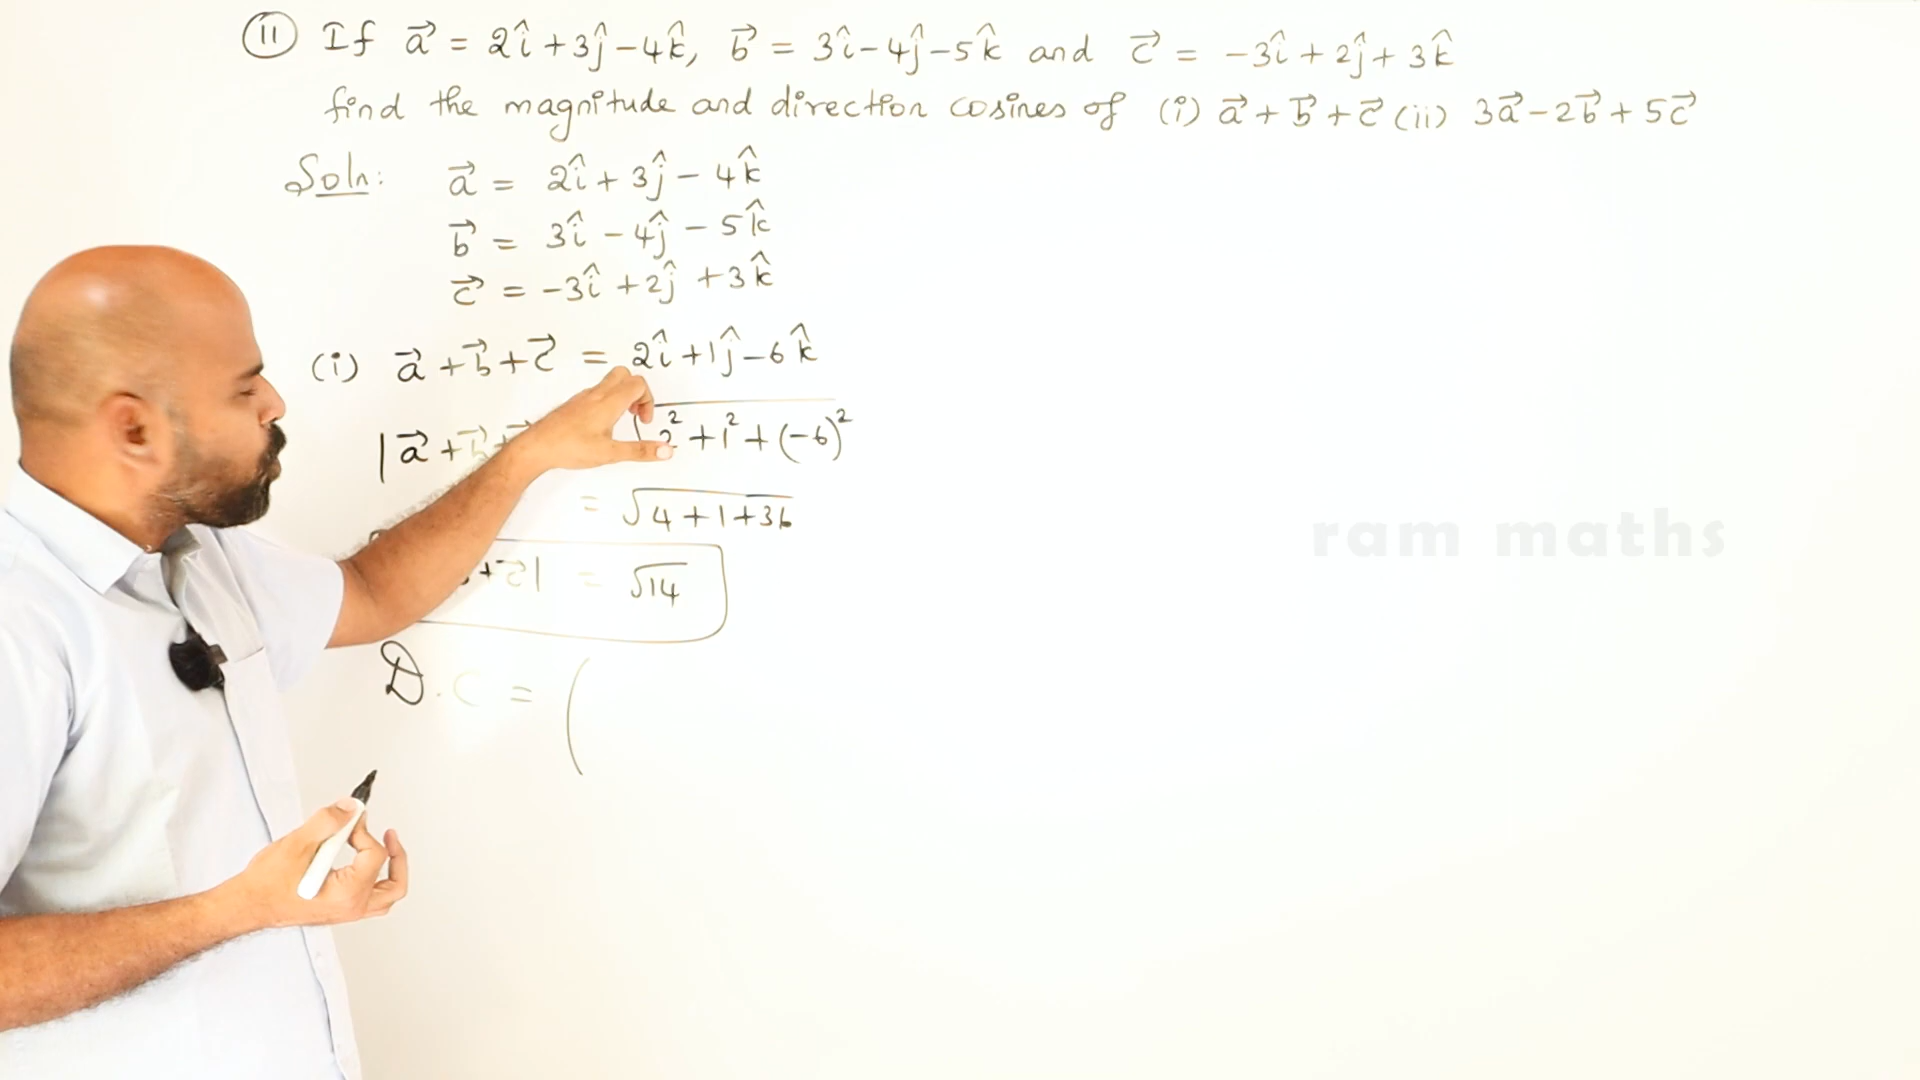 11 If a⃗ = 2î + 3ĵ - 4k̂, b⃗ = 3î - 4ĵ - 5k̂ and c⃗ = -3î + 2ĵ + 3k̂
find the magnitude and direction cosines of (i) a⃗ + b⃗ + c⃗ (ii) 3a⃗ - 2b⃗ + 5c⃗
Soln: a⃗ = 2î + 3ĵ - 4k̂
b⃗ = 3î - 4ĵ - 5k̂
c⃗ = -3î + 2ĵ + 3k̂
(i) a⃗ + b⃗ + c⃗ = 2î + 1ĵ - 6k̂
|a⃗ + b⃗ + √2² + 1² + (-6)²
= √4 + 1 + 36
+ c⃗| = √14
D.C = (
ram maths